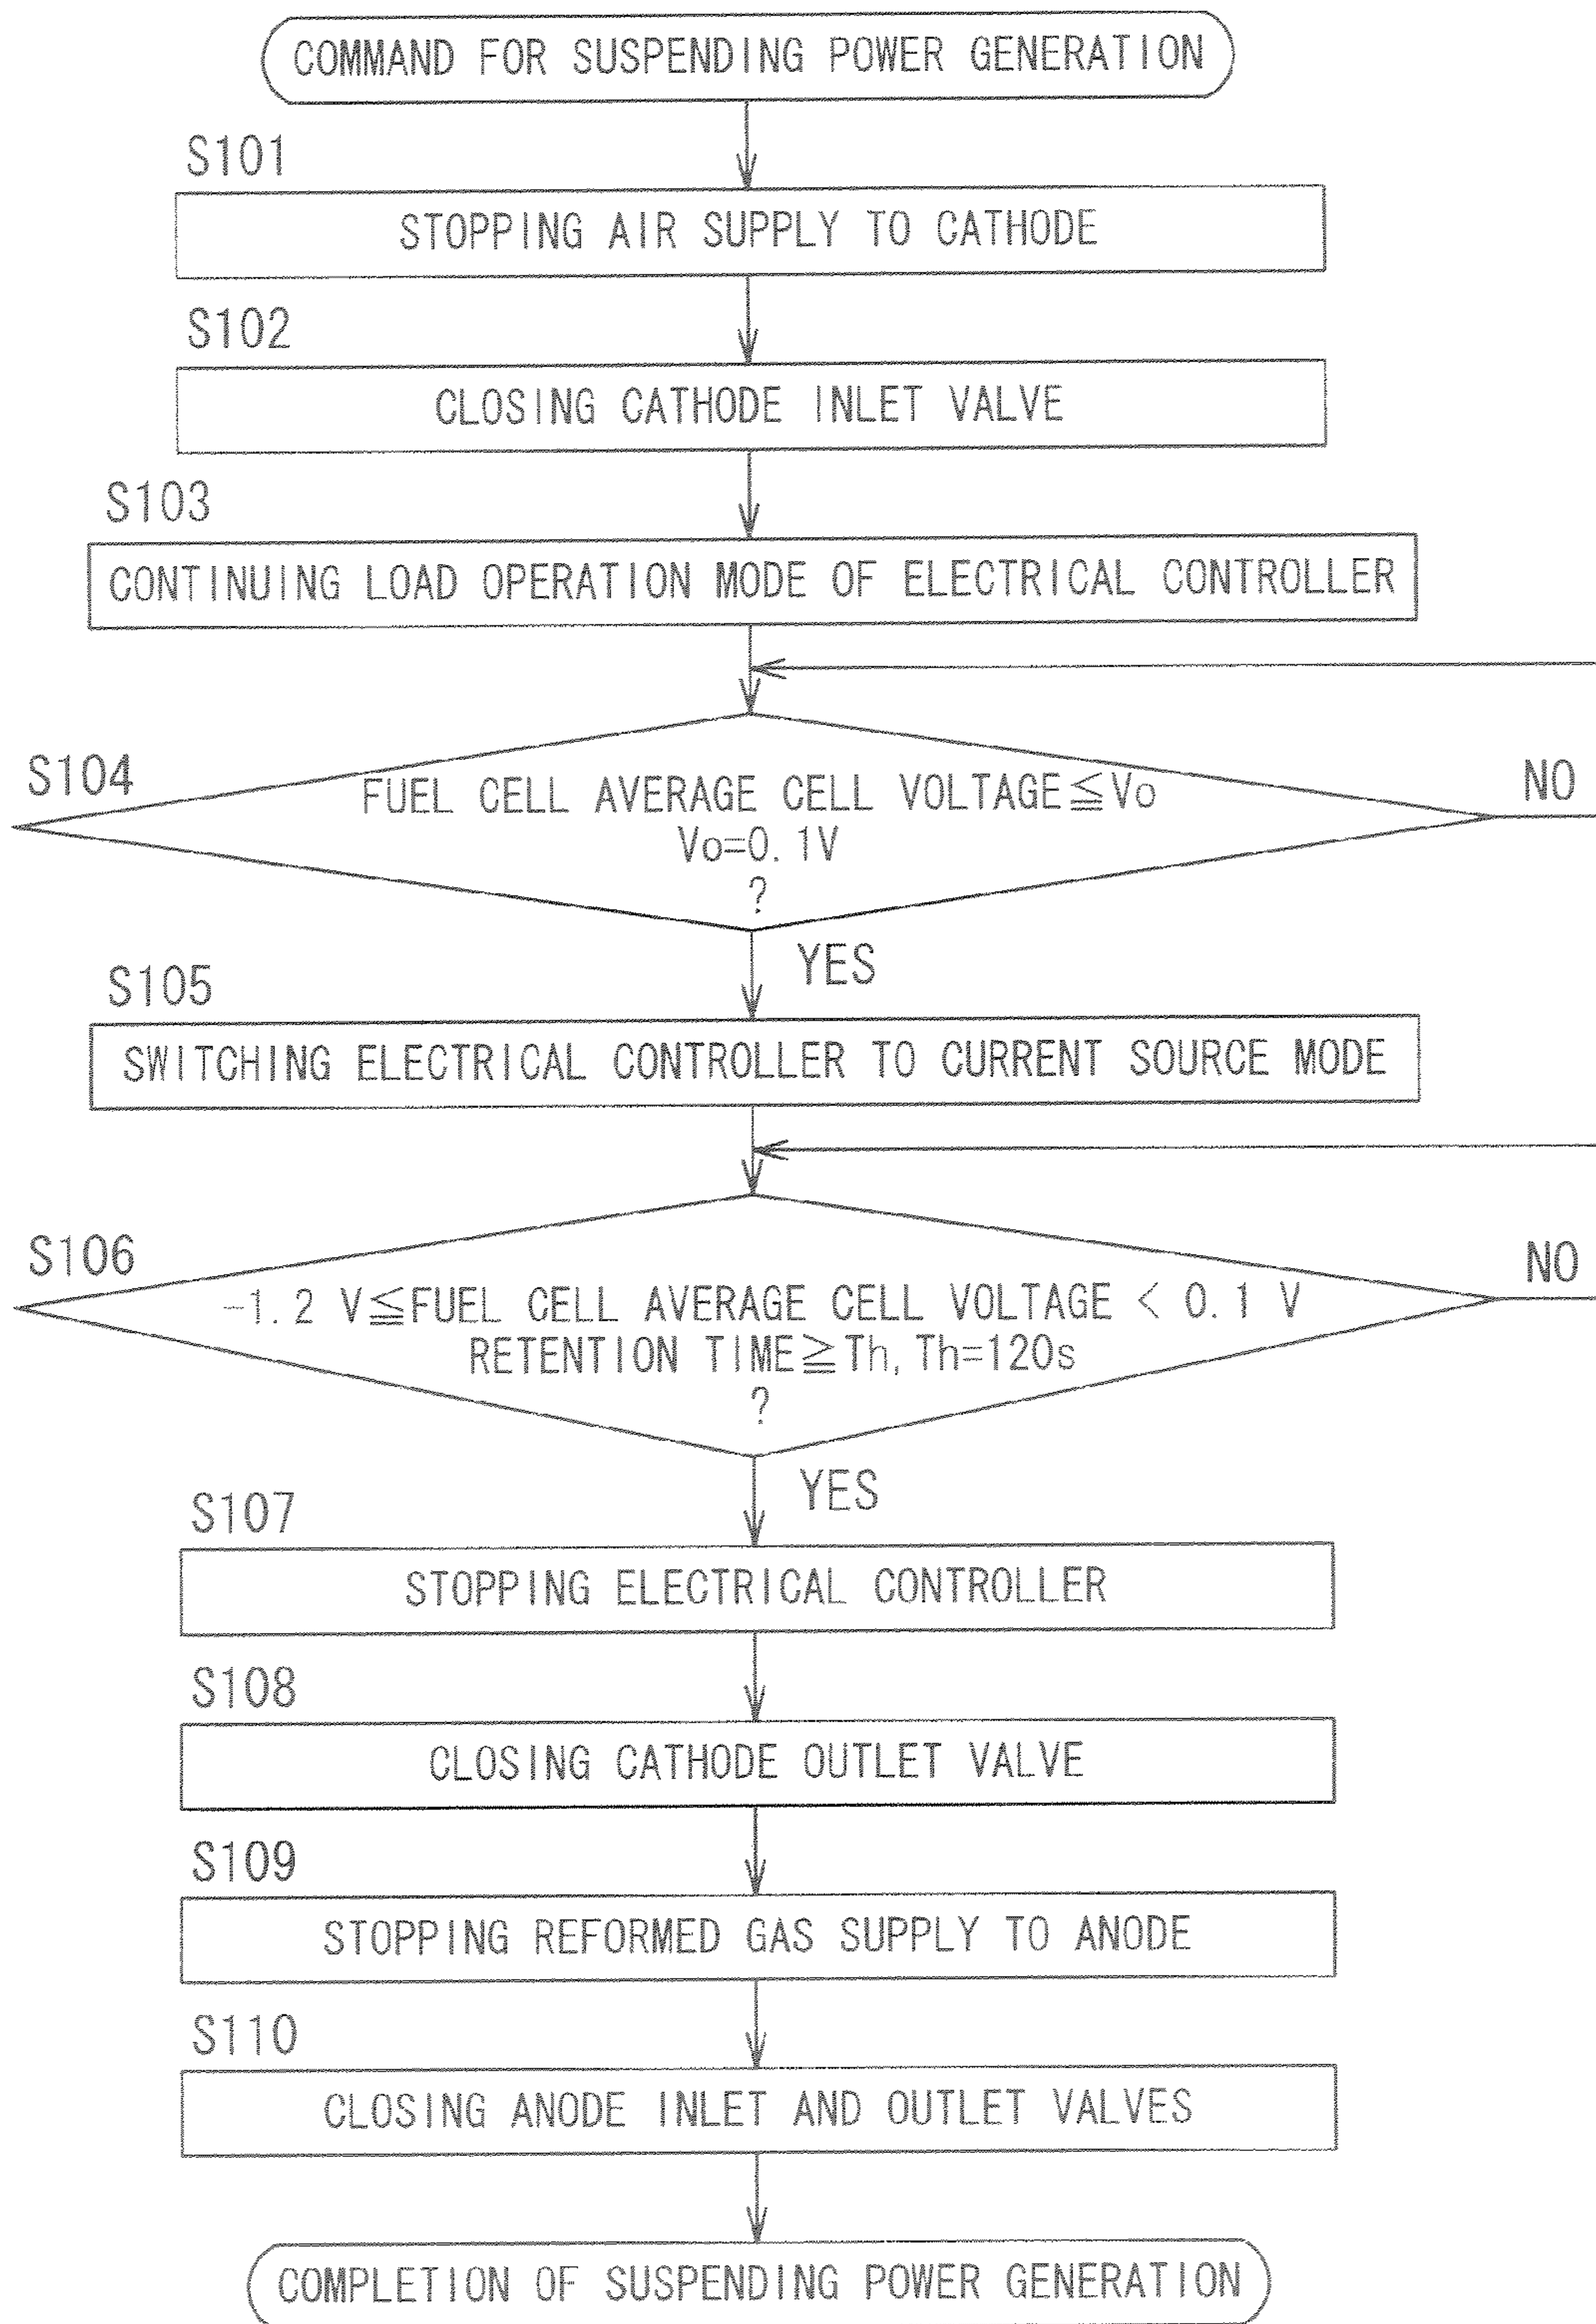 COMMAND FOR SUSPENDING POWER GENERATION
S101
STOPPING AIR SUPPLY TO CATHODE
S102
CLOSING CATHODE INLET VALVE
S103
CONTINUING LOAD OPERATION MODE OF ELECTRICAL CONTROLLER
S104
FUEL CELL AVERAGE CELL VOLTAGE≦Vo
Vo=0.1V
?
NO
YES
S105
SWITCHING ELECTRICAL CONTROLLER TO CURRENT SOURCE MODE
S106
-1.2 V≦FUEL CELL AVERAGE CELL VOLTAGE < 0.1 V
RETENTION TIME≧Th, Th=120s
?
NO
YES
S107
STOPPING ELECTRICAL CONTROLLER
S108
CLOSING CATHODE OUTLET VALVE
S109
STOPPING REFORMED GAS SUPPLY TO ANODE
S110
CLOSING ANODE INLET AND OUTLET VALVES
COMPLETION OF SUSPENDING POWER GENERATION